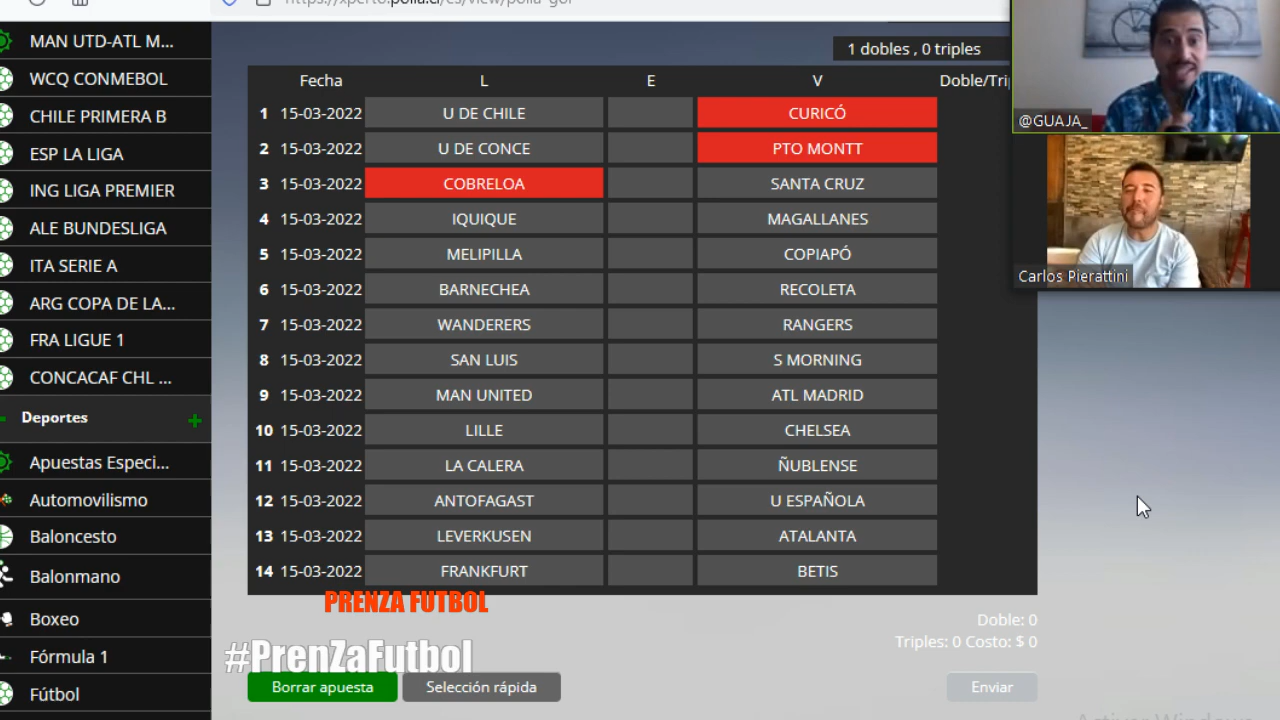 https://xperto.polla.cl/es/view/polla-gol
MAN UTD-ATL M...
WCQ CONMEBOL
CHILE PRIMERA B
ESP LA LIGA
ING LIGA PREMIER
ALE BUNDESLIGA
ITA SERIE A
ARG COPA DE LA...
FRA LIGUE 1
CONCACAF CHL ...
Deportes
Apuestas Especi...
Automovilismo
Baloncesto
Balonmano
Boxeo
Fórmula 1
Fútbol
1 dobles , 0 triples
Fecha L E V Doble/Tri
1 15-03-2022 U DE CHILE CURICÓ
2 15-03-2022 U DE CONCE PTO MONTT
3 15-03-2022 COBRELOA SANTA CRUZ
4 15-03-2022 IQUIQUE MAGALLANES
5 15-03-2022 MELIPILLA COPIAPÓ
6 15-03-2022 BARNECHEA RECOLETA
7 15-03-2022 WANDERERS RANGERS
8 15-03-2022 SAN LUIS S MORNING
9 15-03-2022 MAN UNITED ATL MADRID
10 15-03-2022 LILLE CHELSEA
11 15-03-2022 LA CALERA ÑUBLENSE
12 15-03-2022 ANTOFAGAST U ESPAÑOLA
13 15-03-2022 LEVERKUSEN ATALANTA
14 15-03-2022 FRANKFURT BETIS
PRENZA FUTBOL
Doble: 0
Triples: 0 Costo: $ 0
#PrenZaFutbol
Borrar apuesta Selección rápida Enviar
@GUAJA_
Carlos Pierattini
Activar Windows